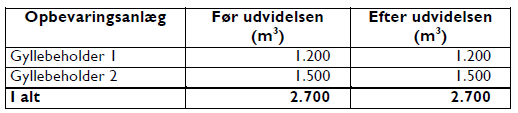 Opbevaringsanlæg Før udvidelsen (m³) Efter udvidelsen (m³)
Gyllebeholder 1 1.200 1.200
Gyllebeholder 2 1.500 1.500
I alt 2.700 2.700